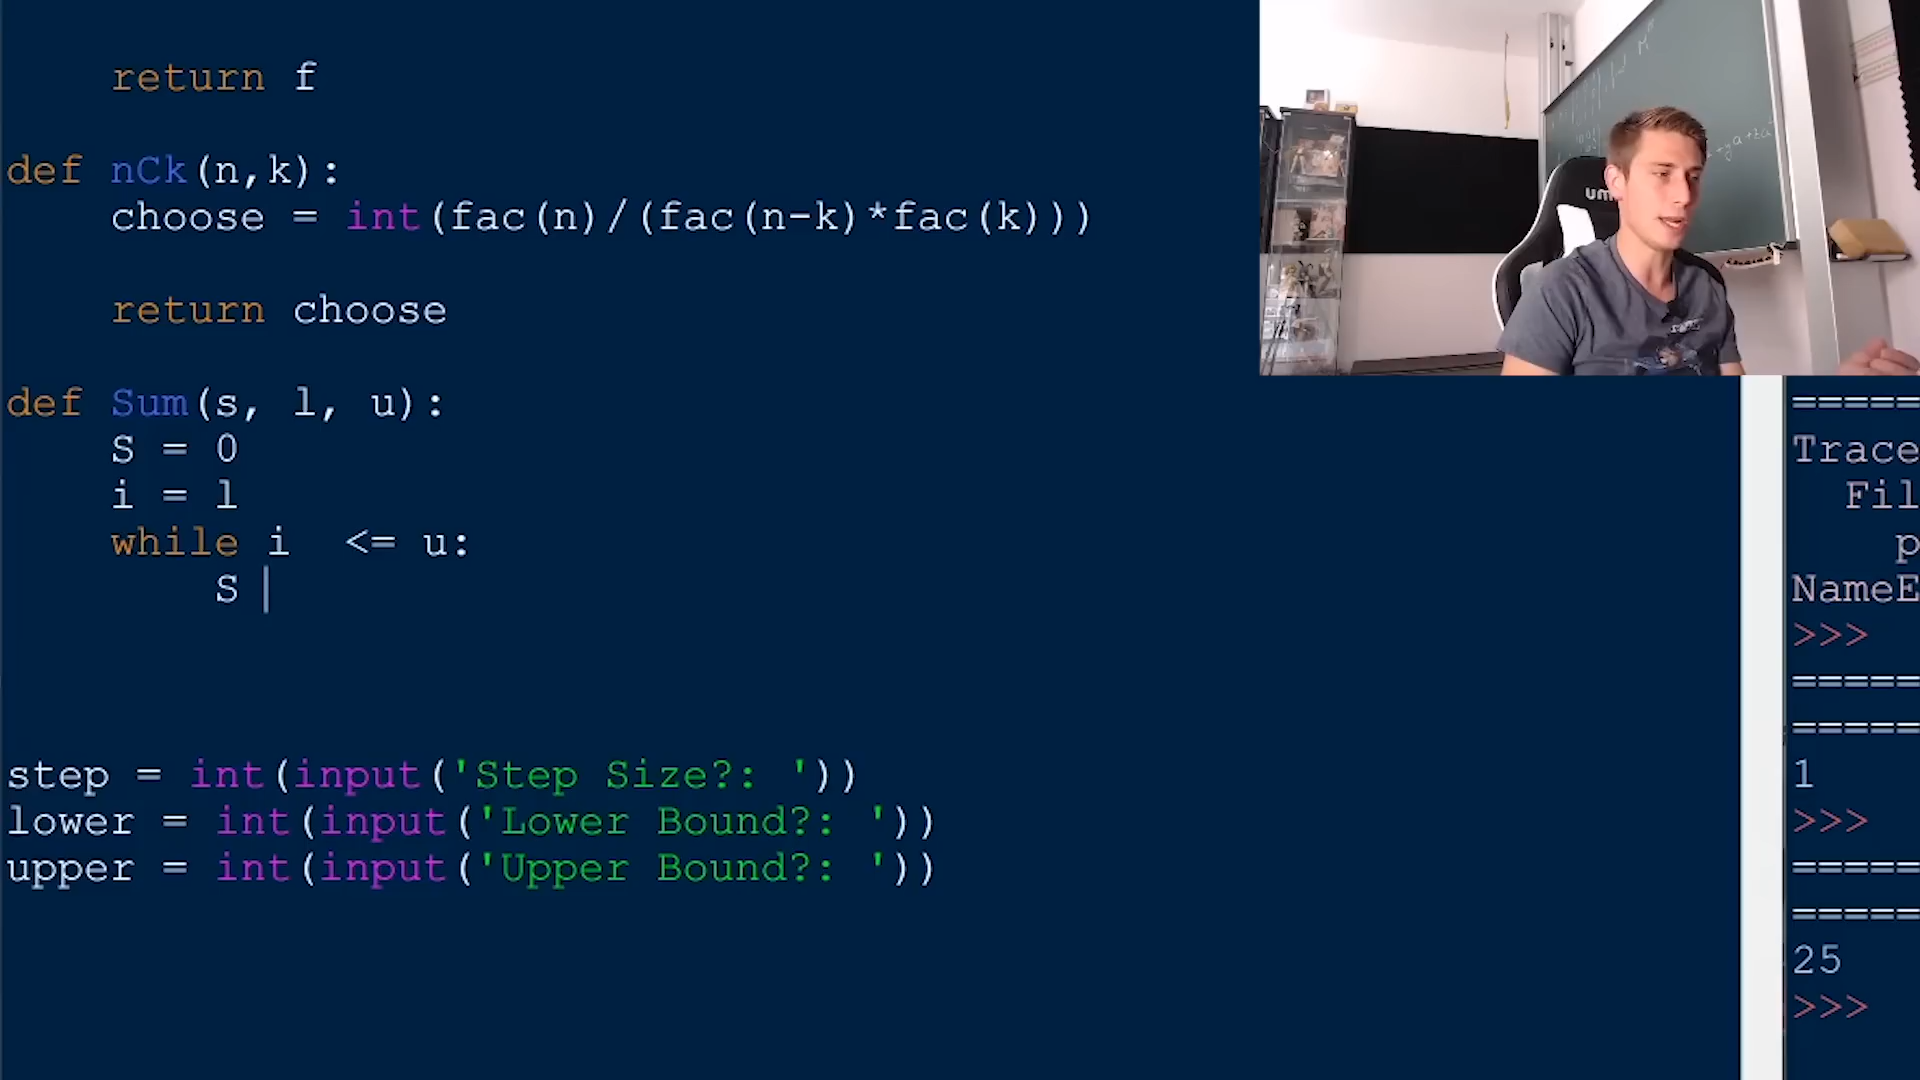 return f
def nCk(n,k):
    choose = int(fac(n)/(fac(n-k)*fac(k)))
    return choose
def Sum(s, l, u):
    S = 0
    i = l
    while i  <= u:
        S
step = int(input('Step Size?: '))
lower = int(input('Lower Bound?: '))
upper = int(input('Upper Bound?: '))
um
=====
Trace
Fil
p
NameE
>>>
=====
=====
1
>>>
=====
=====
25
>>>